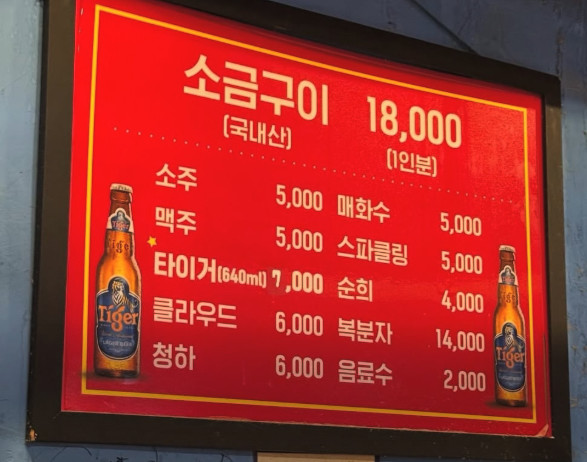 소금구이 18,000
(국내산) (1인분)
소주 5,000 매화수 5,000
맥주 5,000 스파클링 5,000
타이거(640ml) 7,000 순희 4,000
클라우드 6,000 복분자 14,000
청하 6,000 음료수 2,000
Tiger
Tiger